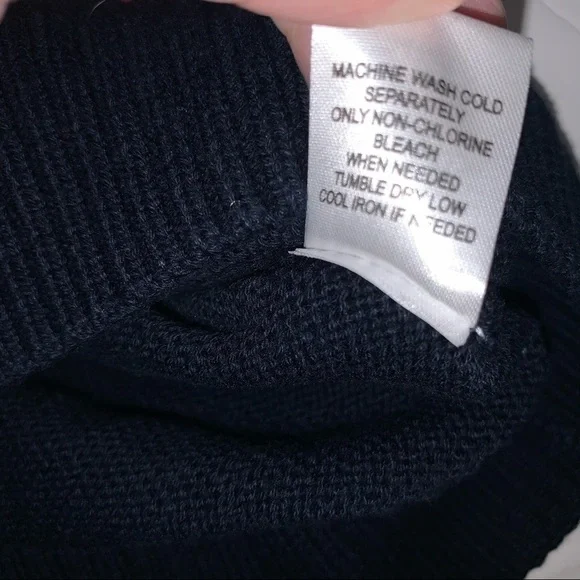 MACHINE WASH COLD
SEPARATELY
ONLY NON-CHLORINE
BLEACH
WHEN NEEDED
TUMBLE DRY LOW
COOL IRON IF NEEDED